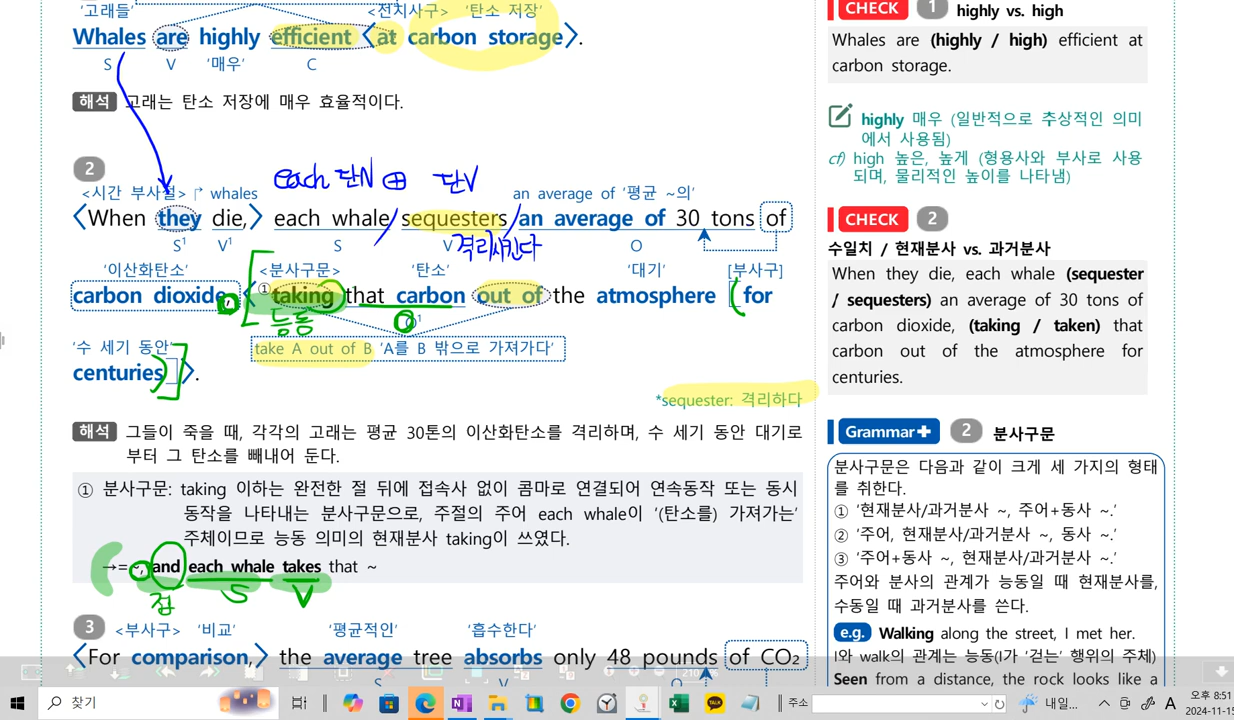 '고래들' <전치사구> '탄소 저장'
Whales are highly efficient <at carbon storage>.
S V '매우' C
해석 고래는 탄소 저장에 매우 효율적이다.
2
each 단N ⊕ 단V
<시간 부사절> whales an average of '평균 ~의'
<When they die,> each whale / sequesters / an average of 30 tons of
S¹ V¹ S V 격리시킨다 O
'이산화탄소' <분사구문> '탄소' '대기' [부사구]
carbon dioxide, <①taking that carbon out of the atmosphere [(for
능동 O¹
'수 세기 동안' take A out of B 'A를 B 밖으로 가져가다'
centuries)]>.
*sequester: 격리하다
해석 그들이 죽을 때, 각각의 고래는 평균 30톤의 이산화탄소를 격리하며, 수 세기 동안 대기로
부터 그 탄소를 빼내어 둔다.
① 분사구문: taking 이하는 완전한 절 뒤에 접속사 없이 콤마로 연결되어 연속동작 또는 동시
동작을 나타내는 분사구문으로, 주절의 주어 each whale이 '(탄소를) 가져가는'
주체이므로 능동 의미의 현재분사 taking이 쓰였다.
→= ~, and each whale takes that ~
접 S V
3
<부사구> '비교' '평균적인' '흡수한다'
<For comparison,> the average tree absorbs only 48 pounds of CO₂
S V O
CHECK 1 highly vs. high
Whales are (highly / high) efficient at
carbon storage.
highly 매우 (일반적으로 추상적인 의미
에서 사용됨)
cf) high 높은, 높게 (형용사와 부사로 사용
되며, 물리적인 높이를 나타냄)
CHECK 2
수일치 / 현재분사 vs. 과거분사
When they die, each whale (sequester
/ sequesters) an average of 30 tons of
carbon dioxide, (taking / taken) that
carbon out of the atmosphere for
centuries.
Grammar+ 2 분사구문
분사구문은 다음과 같이 크게 세 가지의 형태
를 취한다.
① '현재분사/과거분사 ~, 주어+동사 ~.'
② '주어, 현재분사/과거분사 ~, 동사 ~.'
③ '주어+동사 ~, 현재분사/과거분사 ~.'
주어와 분사의 관계가 능동일 때 현재분사를,
수동일 때 과거분사를 쓴다.
e.g. Walking along the street, I met her.
I와 walk의 관계는 능동(I가 '걷는' 행위의 주체)
Seen from a distance, the rock looks like a
찾기
주소
내일...
A
오후 8:51
2024-11-15